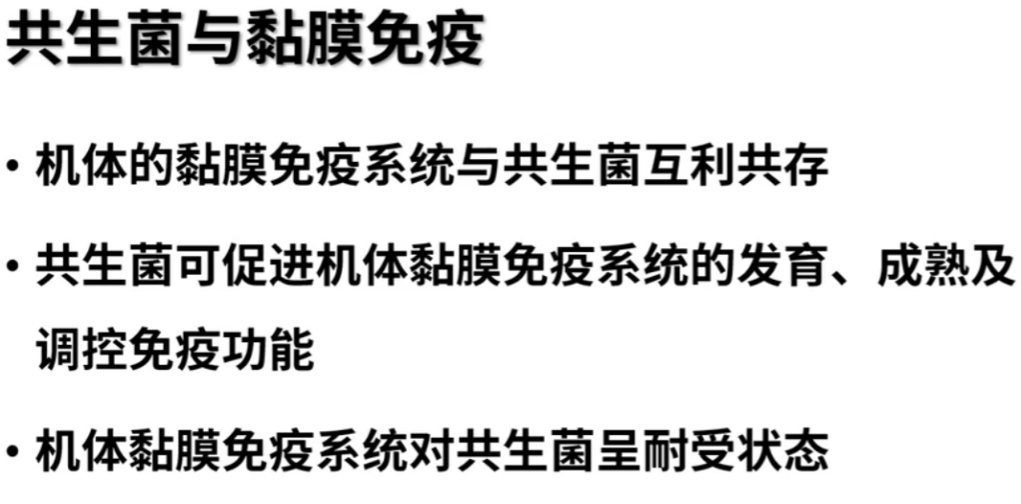 共生菌与黏膜免疫
• 机体的黏膜免疫系统与共生菌互利共存
• 共生菌可促进机体黏膜免疫系统的发育、成熟及
调控免疫功能
• 机体黏膜免疫系统对共生菌呈耐受状态